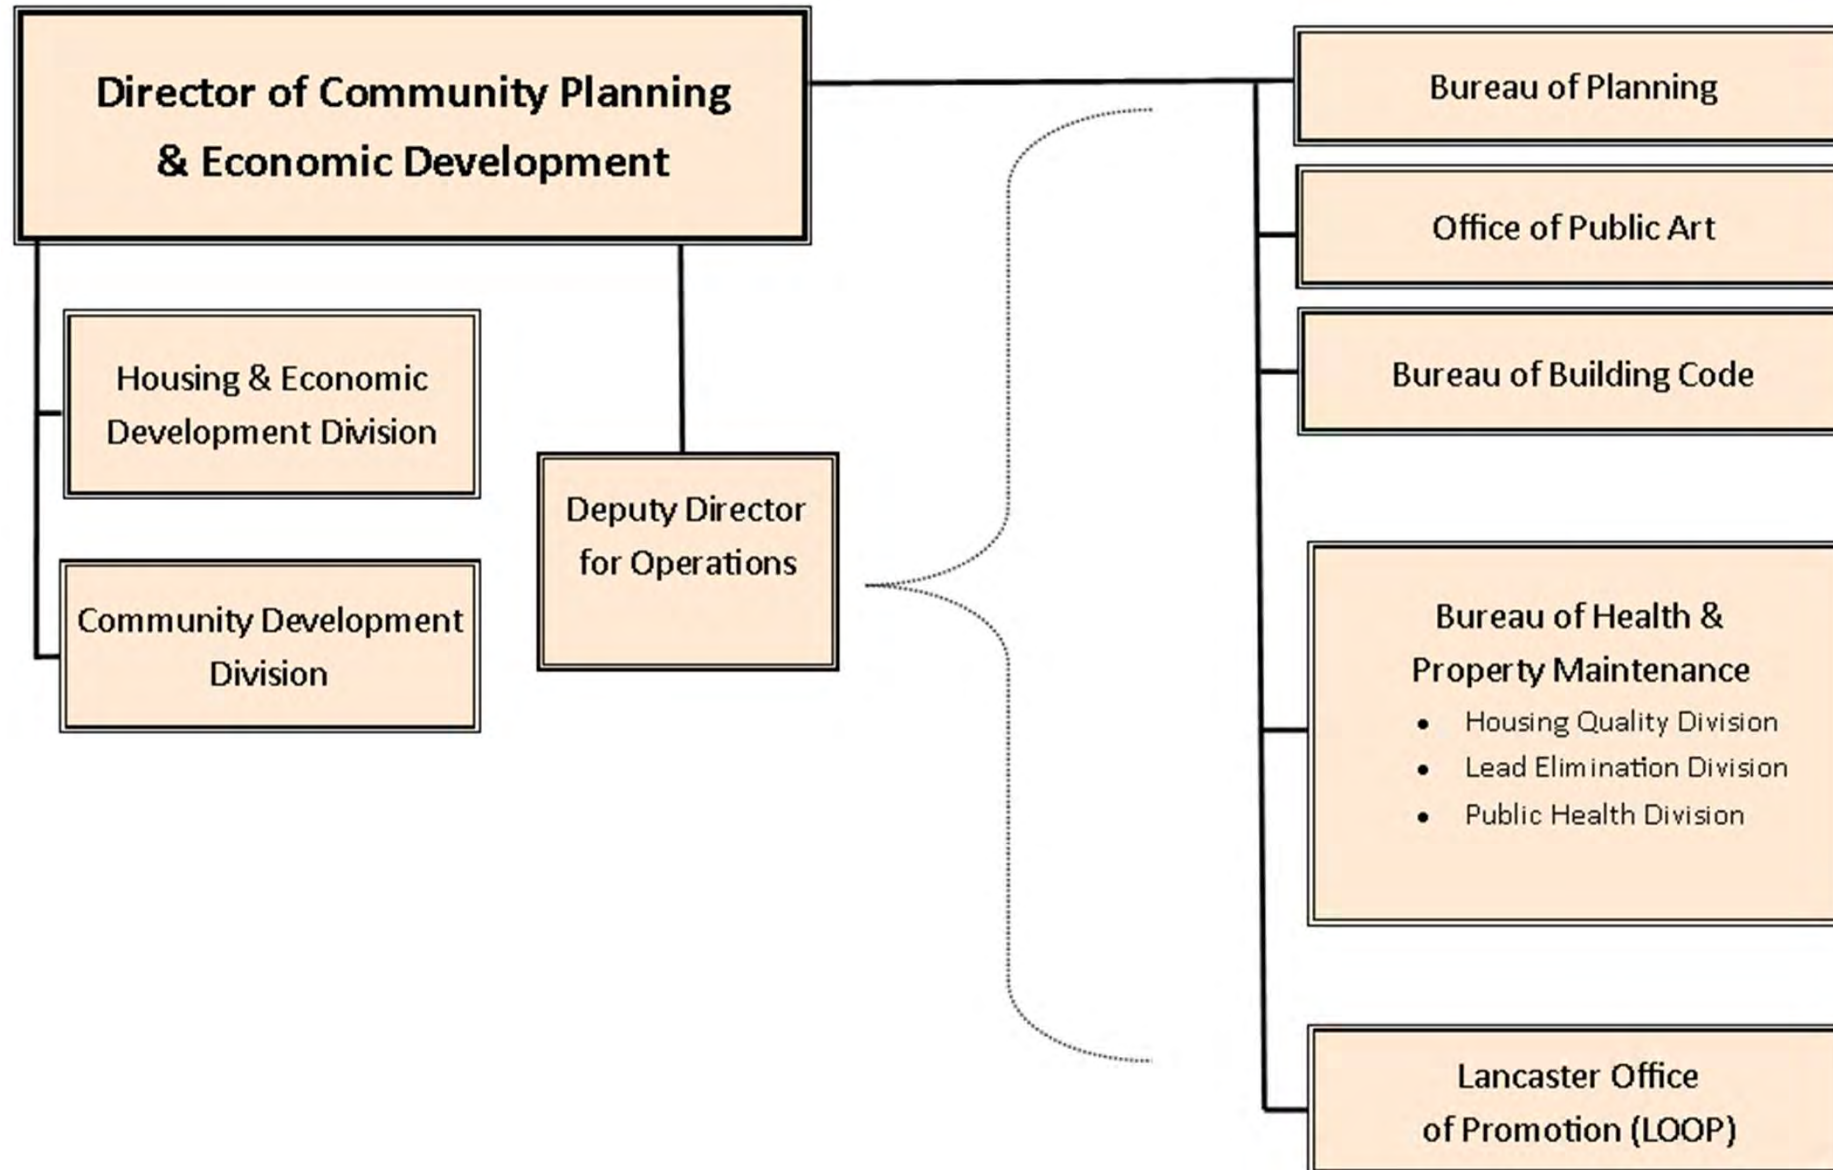 Director of Community Planning
& Economic Development
Housing & Economic
Development Division
Community Development
Division
Deputy Director
for Operations
Bureau of Planning
Office of Public Art
Bureau of Building Code
Bureau of Health &
Property Maintenance
• Housing Quality Division
• Lead Elimination Division
• Public Health Division
Lancaster Office
of Promotion (LOOP)